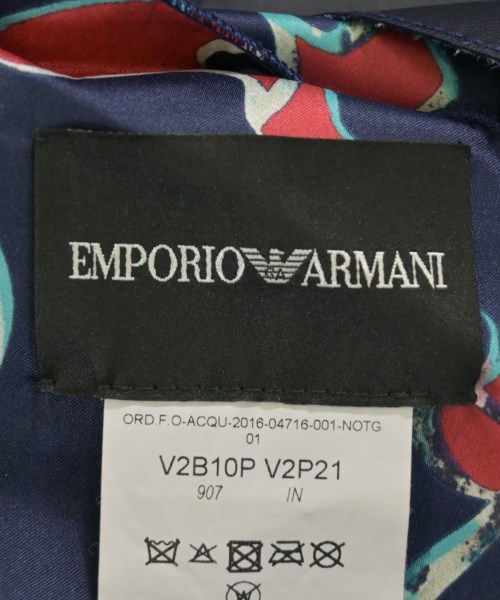 EMPORIO ARMANI
ORD.F.O-ACQU-2016-04716-001-NOTG
01
V2B10P V2P21
907 IN